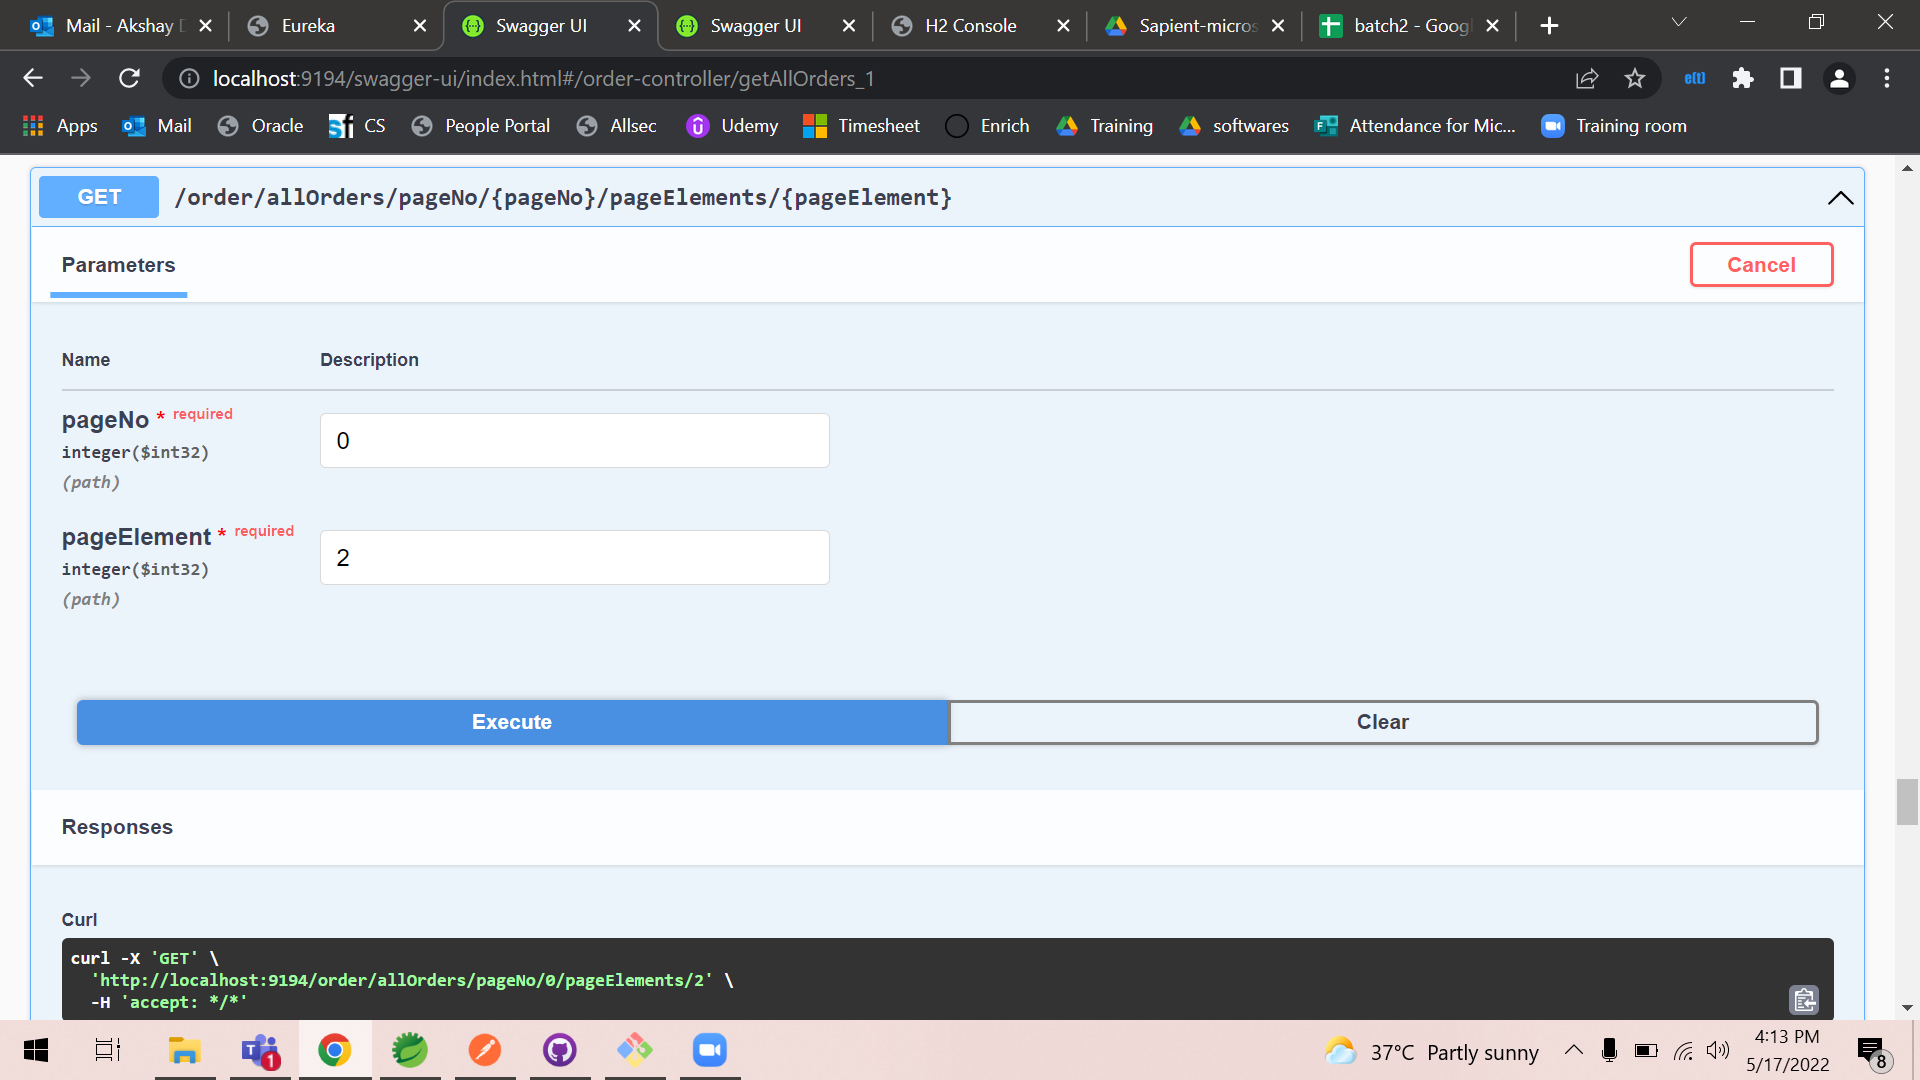 Mail - Akshay D
Eureka
Swagger UI
Swagger UI
H2 Console
Sapient-micros
batch2 - Goog
localhost:9194/swagger-ui/index.html#/order-controller/getAllOrders_1
e(t)
Apps
Mail
Oracle
CS
People Portal
Allsec
Udemy
Timesheet
Enrich
Training
softwares
Attendance for Mic...
Training room
GET /order/allOrders/pageNo/{pageNo}/pageElements/{pageElement}
Parameters
Cancel
Name Description
pageNo * required
integer($int32)
(path)
0
pageElement * required
integer($int32)
(path)
2
Execute
Clear
Responses
Curl
curl -X 'GET' \
'http://localhost:9194/order/allOrders/pageNo/0/pageElements/2' \
-H 'accept: */*'
1
37°C Partly sunny
4:13 PM
5/17/2022
8